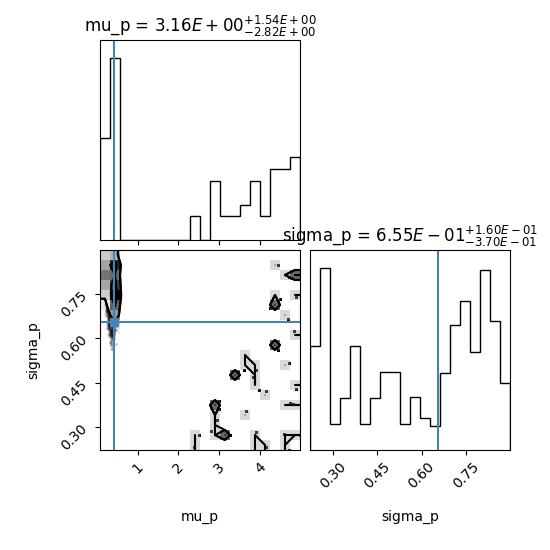 mu_p = 3.16E + 00+1.54E+00−2.82E+00
sigma_p = 6.55E − 01+1.60E−01−3.70E−01
sigma_p
0.75
0.60
0.45
0.30
1 2 3 4
0.30 0.45 0.60 0.75
mu_p sigma_p